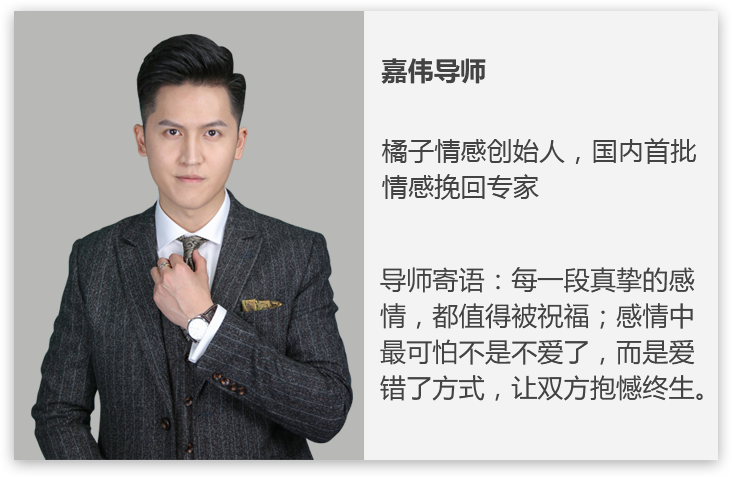 嘉伟导师
橘子情感创始人，国内首批
情感挽回专家
导师寄语：每一段真挚的感
情，都值得被祝福；感情中
最可怕不是不爱了，而是爱
错了方式，让双方抱憾终生。